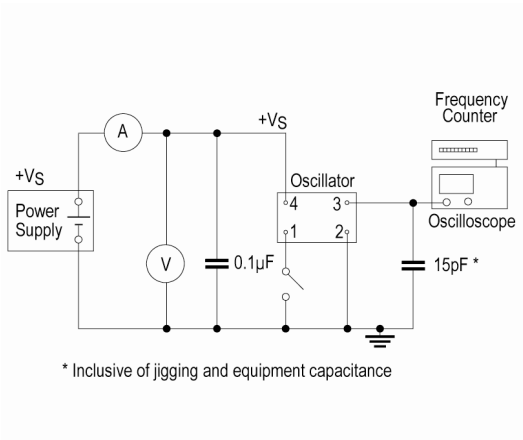 Frequency
Counter
+VS
A
+VS
Oscillator
Power
Supply
4
3
Oscilloscope
1
2
V
0.1µF
15pF *
* Inclusive of jigging and equipment capacitance